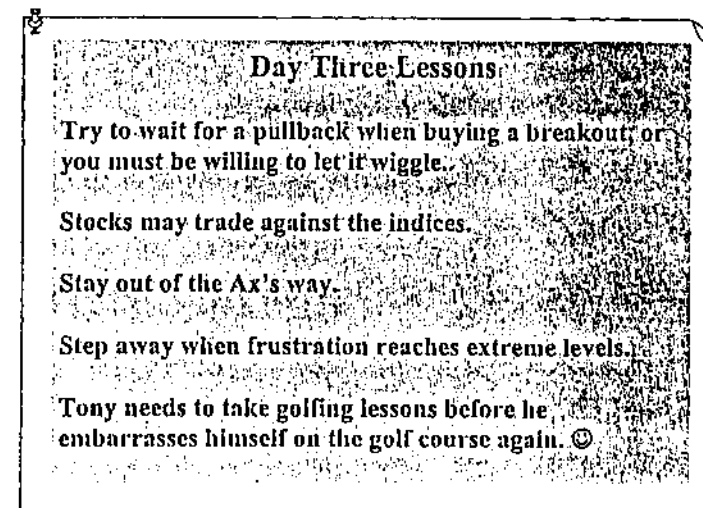 Day Three Lessons
Try to wait for a pullback when buying a breakout, or
you must be willing to let it wiggle.
Stocks may trade against the indices.
Stay out of the Ax's way.
Step away when frustration reaches extreme levels.
Tony needs to take golfing lessons before he
embarrasses himself on the golf course again. ☺